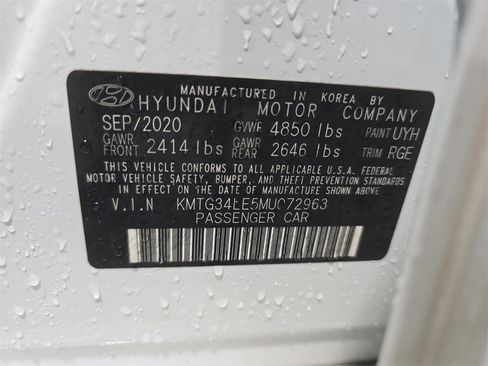 MANUFACTURED IN KOREA BY
HYUNDAI MOTOR COMPANY
SEP/2020 GVWR 4850 lbs PAINT UYH
GAWR FRONT 2414 lbs GAWR REAR 2646 lbs TRIM RGE
THIS VEHICLE CONFORMS TO ALL APPLICABLE U.S.A. FEDERAL
MOTOR VEHICLE SAFETY, BUMPER, AND THEFT PREVENTION STANDARDS
IN EFFECT ON THE DATE OF MANUFACTURE SHOWN ABOVE.
V.I.N KMTG34LE5MUC72963
PASSENGER CAR